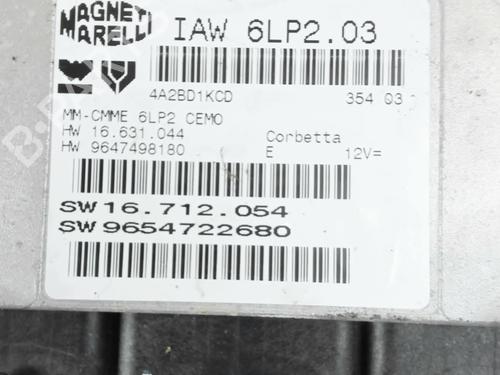 MAGNETI
MARELLI
IAW 6LP2.03
4A2BD1KCD 354 03
MM-CMME 6LP2 CEMO
HW 16.631.044 Corbetta
HW 9647498180 E 12V=
SW 16.712.054
SW 9654722680